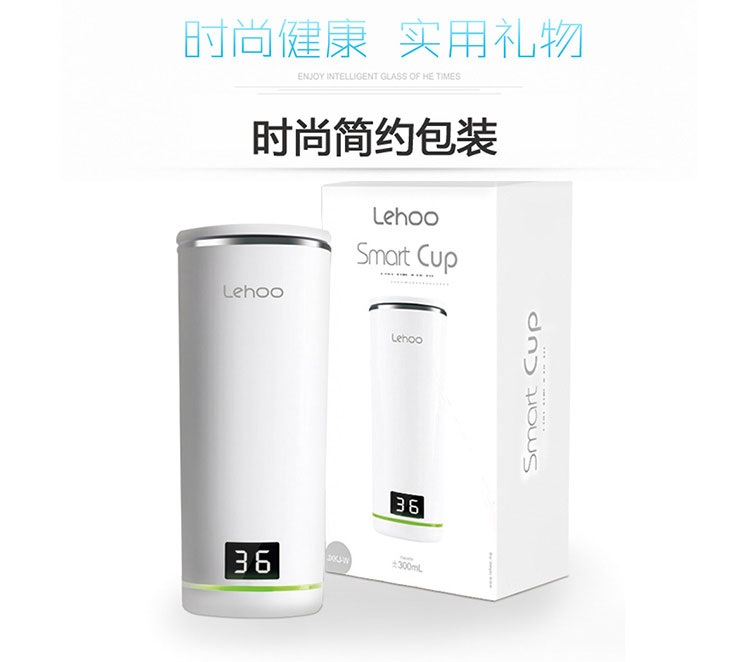 时尚健康 实用礼物
ENJOY INTELLIGENT GLASS OF HE TIMES
时尚简约包装
Lehoo
Smart Cup
Lehoo
Lehoo
36
36
±300mL
Smart Cup